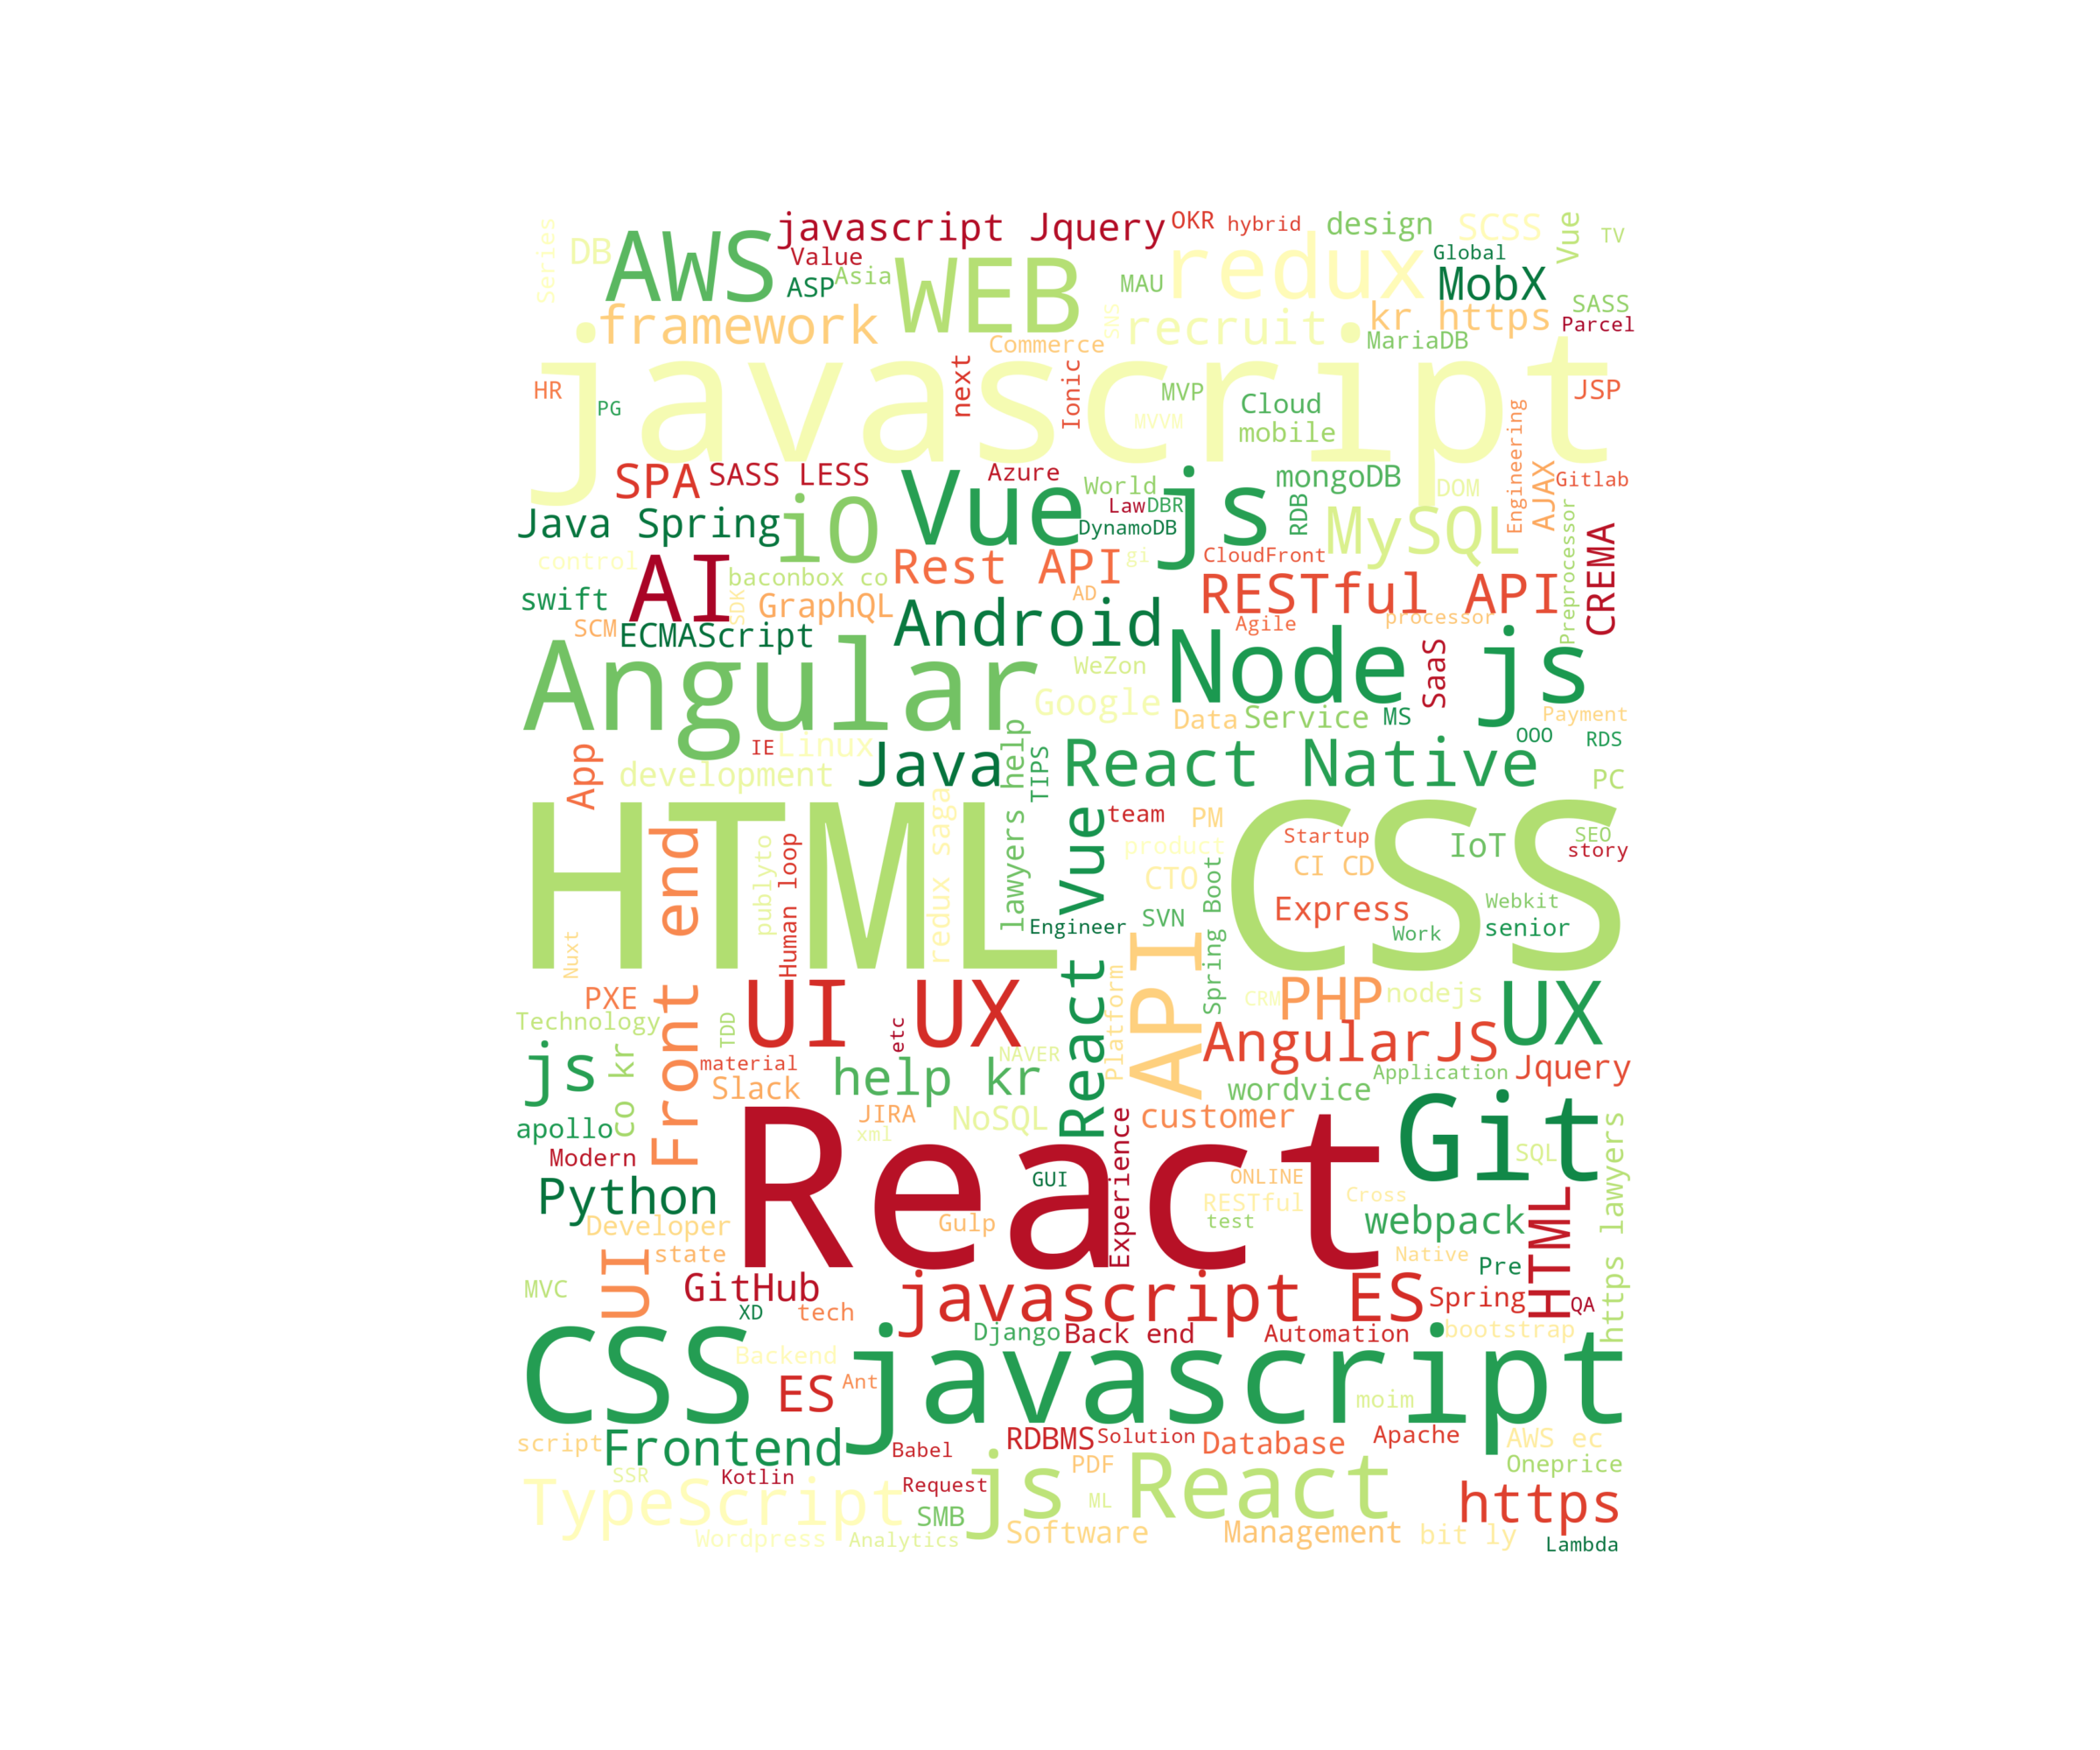 javascript Jquery
OKR
hybrid
design
SCSS
Vue
TV
Series
DB
AWS
Value
ASP
Asia
WEB
MAU
redux
Global
MobX
SASS
framework
SNS
recruit
kr https
Parcel
Commerce
MariaDB
javascript
HR
PG
next
Ionic
MVP
MVVM
Cloud
mobile
Engineering
JSP
SPA
SASS LESS
Azure
World
Vue js
mongoDB
DOM
AJAX
Gitlab
Java Spring
iO
Law
DBR
DynamoDB
RDB
MySQL
Preprocessor
CREMA
control
AI
baconbox co
Rest API
gi
CloudFront
swift
SDK
GraphQL
AD
RESTful API
SCM
ECMAScript
Android
Agile
processor
Angular
WeZon
Node js
SaaS
Google
Data
Service
MS
Payment
IE
Linux
OOO
RDS
App
development
Java
lawyers help
TIPS
React Native
PC
HTML
CSS
redux saga
team
PM
Startup
IoT
SEO
story
Front end
publyto
Human loop
React Vue
product
CTO
CI CD
Spring Boot
Express
Webkit
Nuxt
Engineer
SVN
Work
senior
PXE
UI UX
API
Platform
CRM
PHP
nodejs
UX
Technology
TDD
etc
NAVER
AngularJS
js
co kr
material
help kr
Application
Jquery
Slack
wordvice
apollo
JIRA
xml
NoSQL
customer
Git
https lawyers
Modern
React
Experience
SQL
Python
GUI
ONLINE
RESTful
Cross
HTML
Developer
Gulp
test
webpack
UI
state
Native
Pre
MVC
GitHub
XD
tech
javascript ES
Spring
QA
CSS javascript
Django
Back end
Automation
bootstrap
Backend
ES
Ant
moim
script
Frontend
Babel
RDBMS
Solution
Database
Apache
AWS ec
SSR
Kotlin
Request
PDF
Oneprice
TypeScript
js React
ML
https
SMB
Wordpress
Analytics
Software
Management
bit ly
Lambda